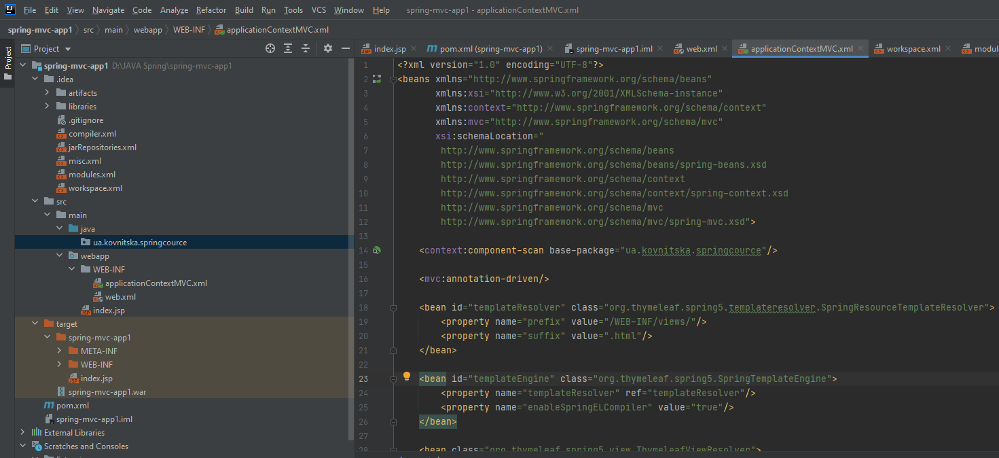 File Edit View Navigate Code Analyze Refactor Build Run Tools VCS Window Help spring-mvc-app1 - applicationContextMVC.xml
spring-mvc-app1 src main webapp WEB-INF applicationContextMVC.xml
Project
Project
spring-mvc-app1 D:\JAVA Spring\spring-mvc-app1
.idea
artifacts
libraries
.gitignore
compiler.xml
jarRepositories.xml
misc.xml
modules.xml
workspace.xml
src
main
java
ua.kovnitska.springcource
webapp
WEB-INF
applicationContextMVC.xml
web.xml
index.jsp
target
spring-mvc-app1
META-INF
WEB-INF
index.jsp
spring-mvc-app1.war
pom.xml
spring-mvc-app1.iml
External Libraries
Scratches and Consoles
index.jsp pom.xml (spring-mvc-app1) spring-mvc-app1.iml web.xml applicationContextMVC.xml workspace.xml modul
1 <?xml version="1.0" encoding="UTF-8"?>
2 <beans xmlns="http://www.springframework.org/schema/beans"
3 xmlns:xsi="http://www.w3.org/2001/XMLSchema-instance"
4 xmlns:context="http://www.springframework.org/schema/context"
5 xmlns:mvc="http://www.springframework.org/schema/mvc"
6 xsi:schemaLocation="
7 http://www.springframework.org/schema/beans
8 http://www.springframework.org/schema/beans/spring-beans.xsd
9 http://www.springframework.org/schema/context
10 http://www.springframework.org/schema/context/spring-context.xsd
11 http://www.springframework.org/schema/mvc
12 http://www.springframework.org/schema/mvc/spring-mvc.xsd">
13
14 <context:component-scan base-package="ua.kovnitska.springcource"/>
15
16 <mvc:annotation-driven/>
17
18 <bean id="templateResolver" class="org.thymeleaf.spring5.templateresolver.SpringResourceTemplateResolver">
19 <property name="prefix" value="/WEB-INF/views/"/>
20 <property name="suffix" value=".html"/>
21 </bean>
22
23 <bean id="templateEngine" class="org.thymeleaf.spring5.SpringTemplateEngine">
24 <property name="templateResolver" ref="templateResolver"/>
25 <property name="enableSpringELCompiler" value="true"/>
26 </bean>
27
28 <bean class="org.thymeleaf.spring5.view.ThymeleafViewResolver">